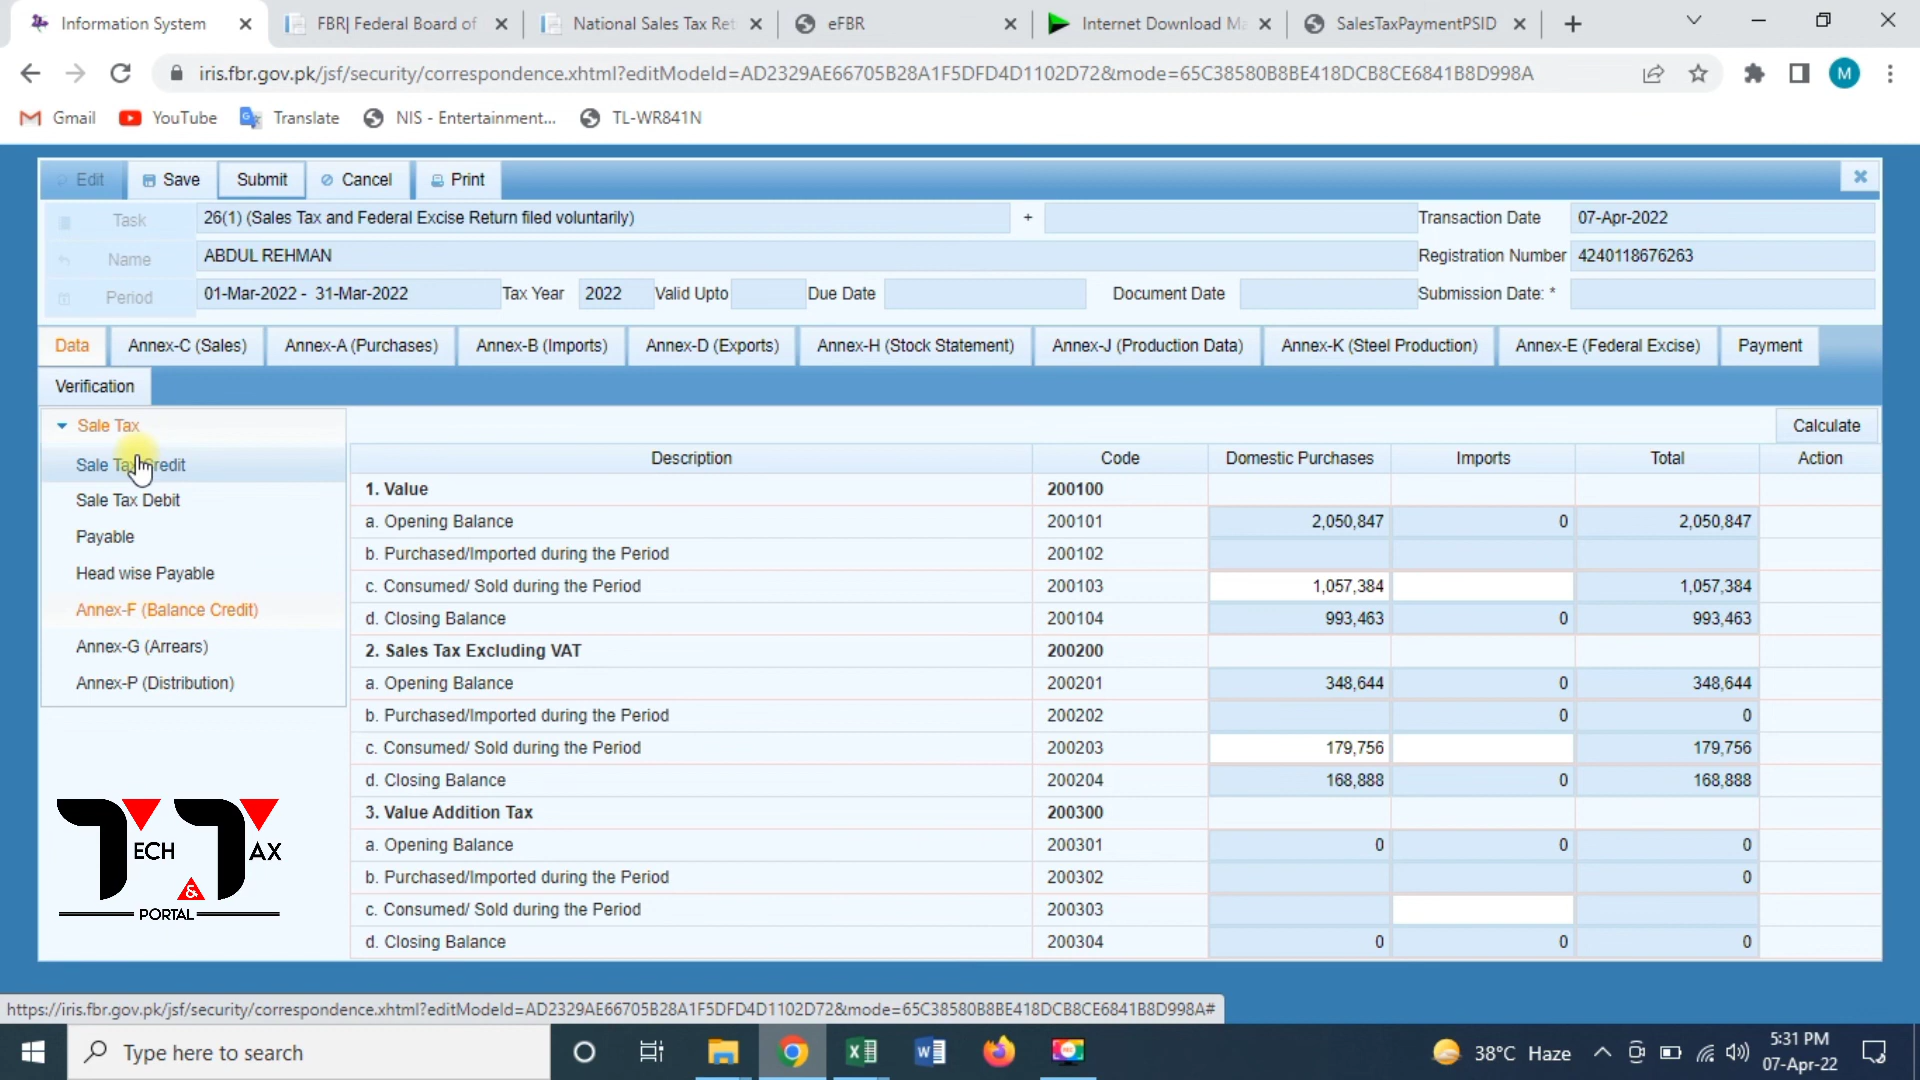 Information System
FBR| Federal Board of
National Sales Tax Ret
eFBR
Internet Download Ma
SalesTaxPaymentPSID
iris.fbr.gov.pk/jsf/security/correspondence.xhtml?editModeId=AD2329AE66705B28A1F5DFD4D1102D72&mode=65C38580B8BE418DCB8CE6841B8D998A
M
Gmail
YouTube
Translate
NIS - Entertainment...
TL-WR841N
Edit
Save
Submit
Cancel
Print
Task
26(1) (Sales Tax and Federal Excise Return filed voluntarily)
+
Transaction Date
07-Apr-2022
Name
ABDUL REHMAN
Registration Number
4240118676263
Period
01-Mar-2022 - 31-Mar-2022
Tax Year
2022
Valid Upto
Due Date
Document Date
Submission Date: *
Data
Annex-C (Sales)
Annex-A (Purchases)
Annex-B (Imports)
Annex-D (Exports)
Annex-H (Stock Statement)
Annex-J (Production Data)
Annex-K (Steel Production)
Annex-E (Federal Excise)
Payment
Verification
Sale Tax
Sale Tax Credit
Sale Tax Debit
Payable
Head wise Payable
Annex-F (Balance Credit)
Annex-G (Arrears)
Annex-P (Distribution)
Calculate
Description Code Domestic Purchases Imports Total Action
1. Value 200100
a. Opening Balance 200101 2,050,847 0 2,050,847
b. Purchased/Imported during the Period 200102
c. Consumed/ Sold during the Period 200103 1,057,384 1,057,384
d. Closing Balance 200104 993,463 0 993,463
2. Sales Tax Excluding VAT 200200
a. Opening Balance 200201 348,644 0 348,644
b. Purchased/Imported during the Period 200202 0 0
c. Consumed/ Sold during the Period 200203 179,756 179,756
d. Closing Balance 200204 168,888 0 168,888
3. Value Addition Tax 200300
a. Opening Balance 200301 0 0 0
b. Purchased/Imported during the Period 200302 0
c. Consumed/ Sold during the Period 200303
d. Closing Balance 200304 0 0 0
TECH TAX
&
PORTAL
https://iris.fbr.gov.pk/jsf/security/correspondence.xhtml?editModeId=AD2329AE66705B28A1F5DFD4D1102D72&mode=65C38580B8BE418DCB8CE6841B8D998A#
Type here to search
38°C Haze
5:31 PM
07-Apr-22